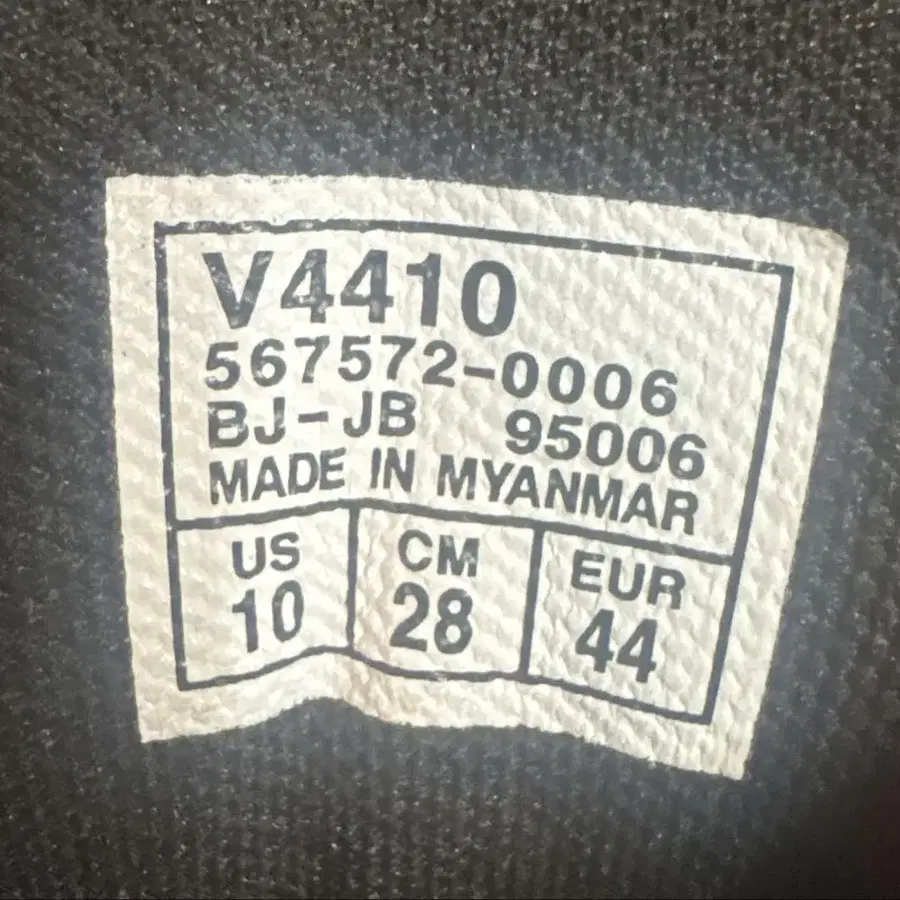 V4410
567572-0006
BJ-JB 95006
MADE IN MYANMAR
US CM EUR
10 28 44